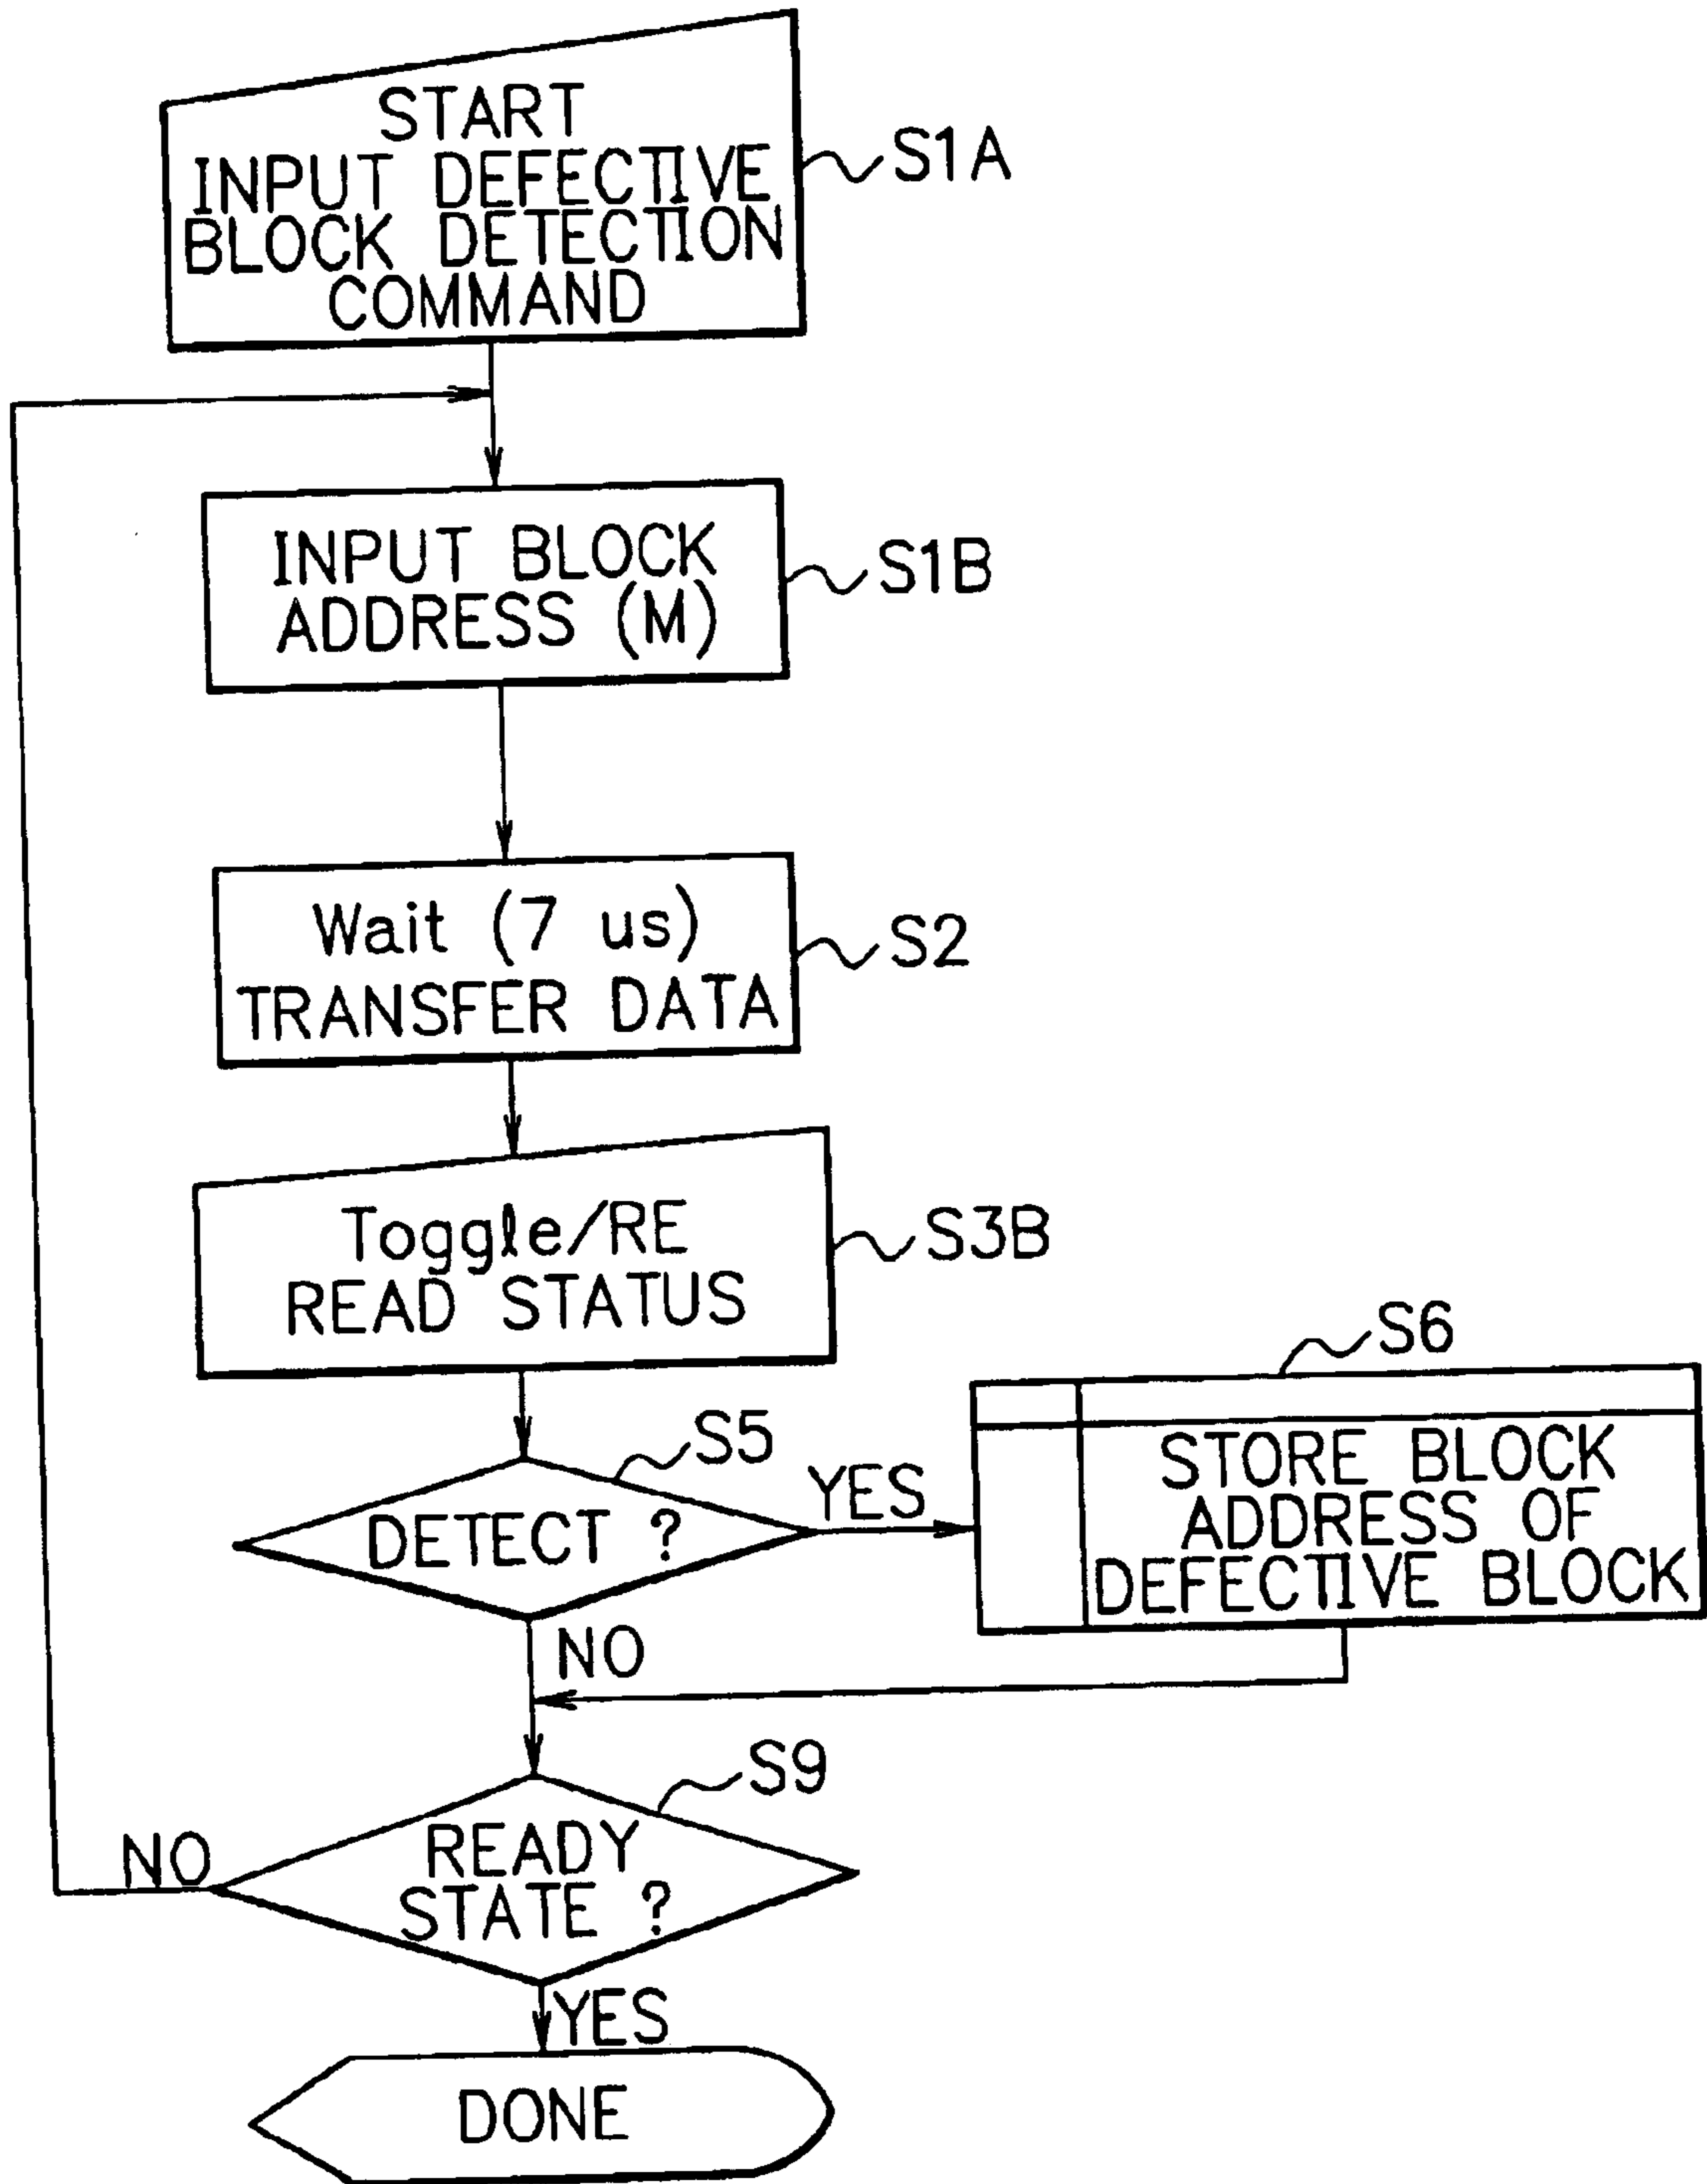 START
INPUT DEFECTIVE
BLOCK DETECTION
COMMAND
S1A
INPUT BLOCK
ADDRESS (M)
S1B
Wait (7 us)
TRANSFER DATA
S2
Toggle/RE
READ STATUS
S3B
S5
DETECT ?
YES
NO
S6
STORE BLOCK
ADDRESS OF
DEFECTIVE BLOCK
S9
READY
STATE ?
NO
YES
DONE